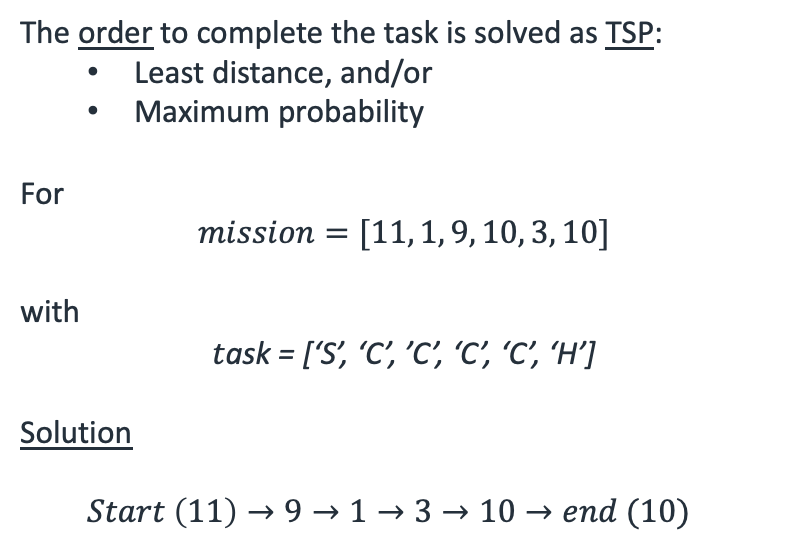 The order to complete the task is solved as TSP:
• Least distance, and/or
• Maximum probability
For
mission = [11, 1, 9, 10, 3, 10]
with
task = [‘S’, ‘C’, ’C’, ‘C’, ‘C’, ‘H’]
Solution
Start (11) → 9 → 1 → 3 → 10 → end (10)